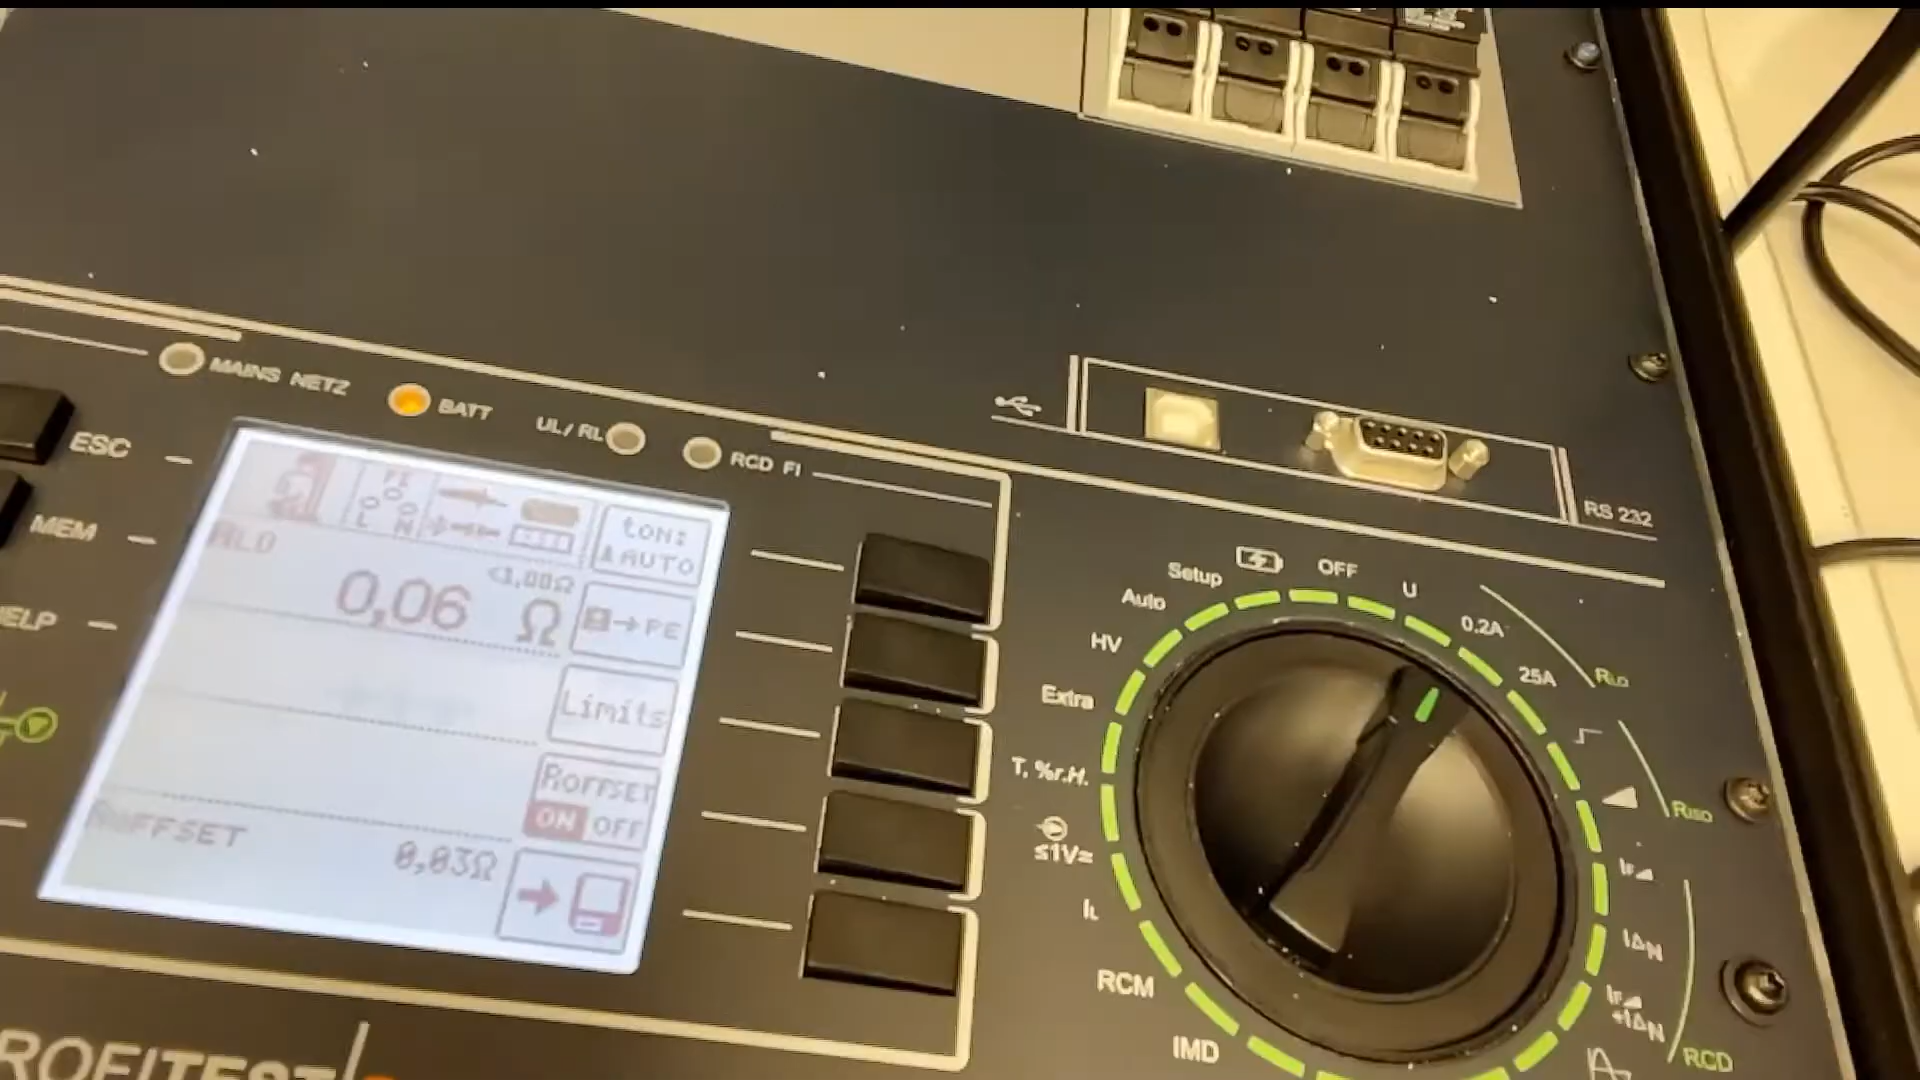 MAINS NETZ
BATT
UL/ RL
RCD FI
ESC
MEM
RS 232
PE
L
N
RLO
<1,00Ω
0,06 Ω
ton:
AUTO
→PE
Limits
ROFFSET
ON OFF
ROFFSET
0,03Ω
OFF
U
Setup
Auto
HV
Extra
T, %r.H.
≤1V=
IL
RCM
IMD
0.2A
25A
RLO
RISO
IF
IΔN
IF
+IΔN
RCD